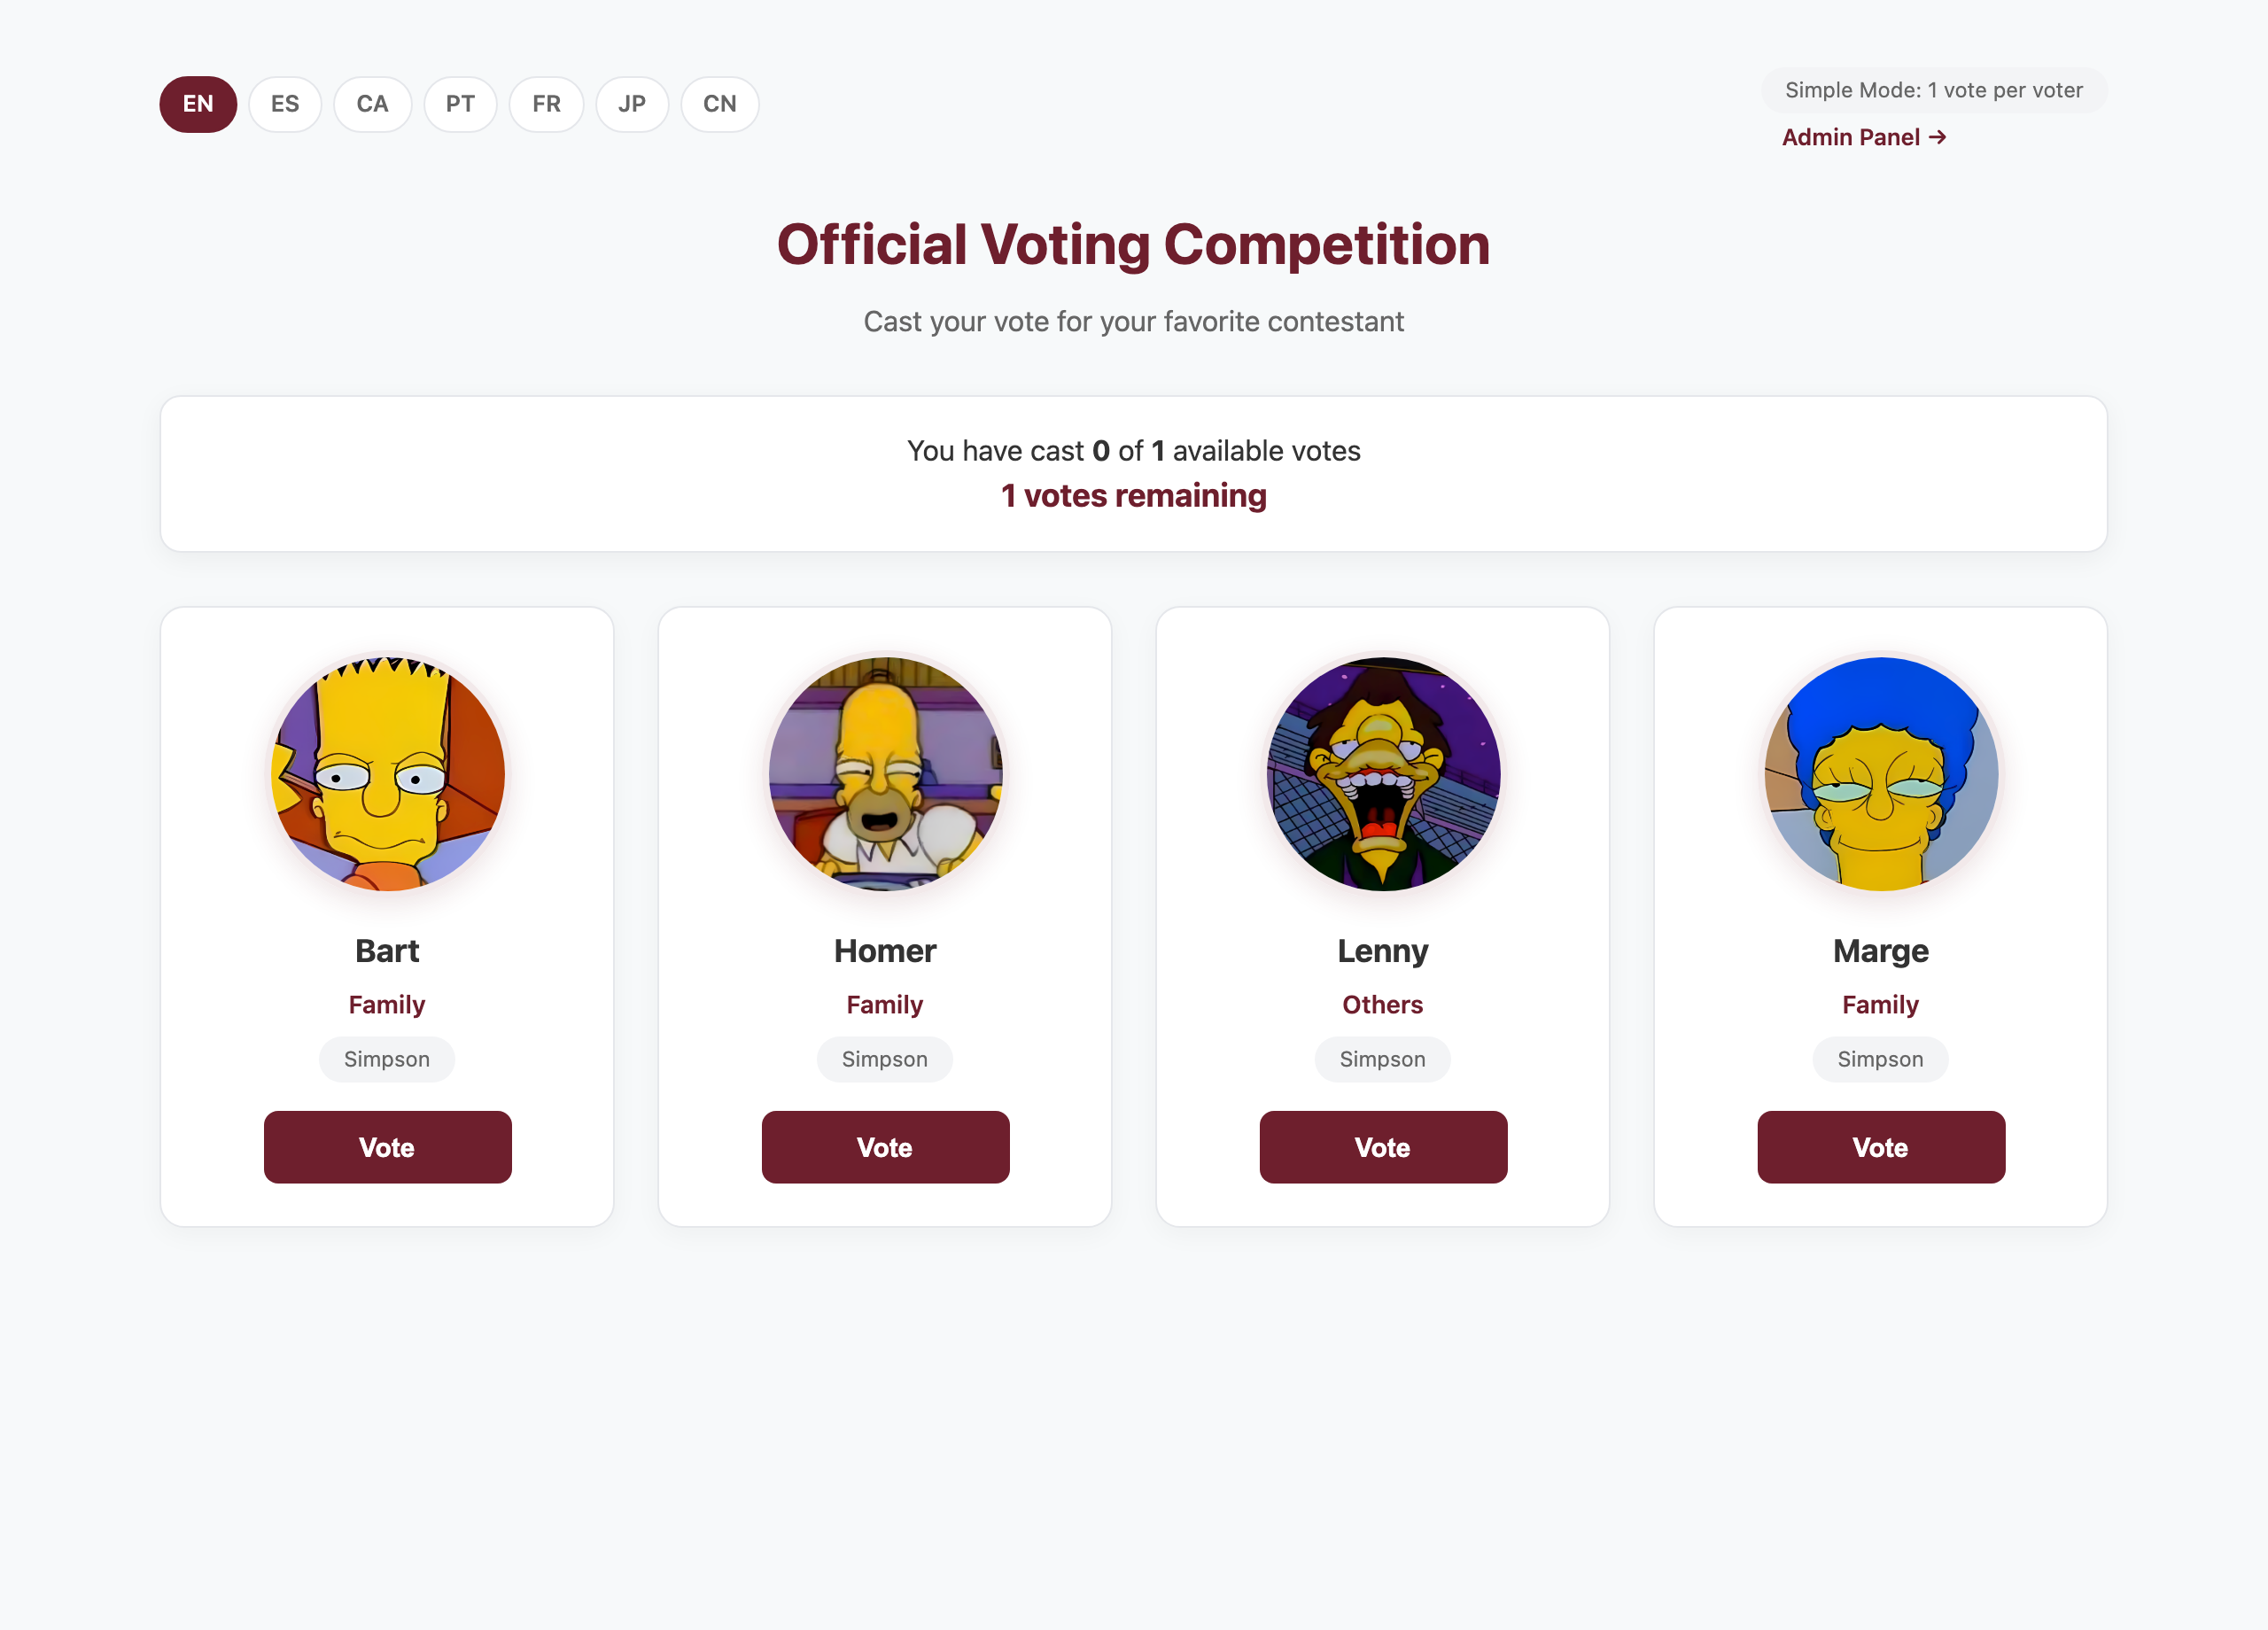 EN ES CA PT FR JP CN
Simple Mode: 1 vote per voter
Admin Panel →
Official Voting Competition
Cast your vote for your favorite contestant
You have cast 0 of 1 available votes
1 votes remaining
Bart
Family
Simpson
Vote
Homer
Family
Simpson
Vote
Lenny
Others
Simpson
Vote
Marge
Family
Simpson
Vote